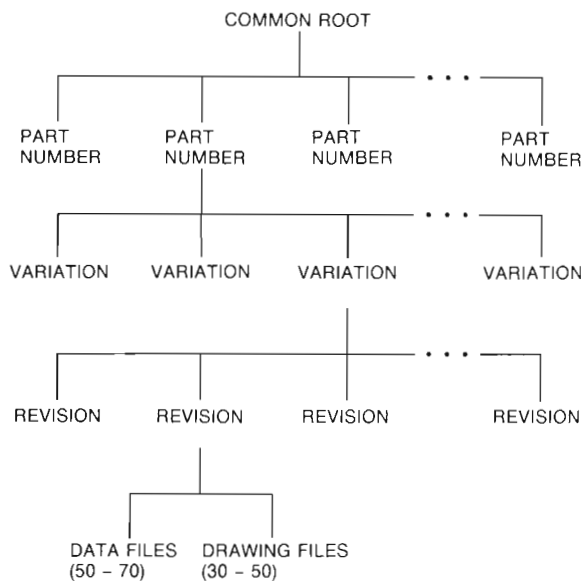 COMMON ROOT
• • •
PART NUMBER PART NUMBER PART NUMBER PART NUMBER
• • •
VARIATION VARIATION VARIATION VARIATION
• • •
REVISION REVISION REVISION REVISION
DATA FILES DRAWING FILES
(50 – 70) (30 – 50)